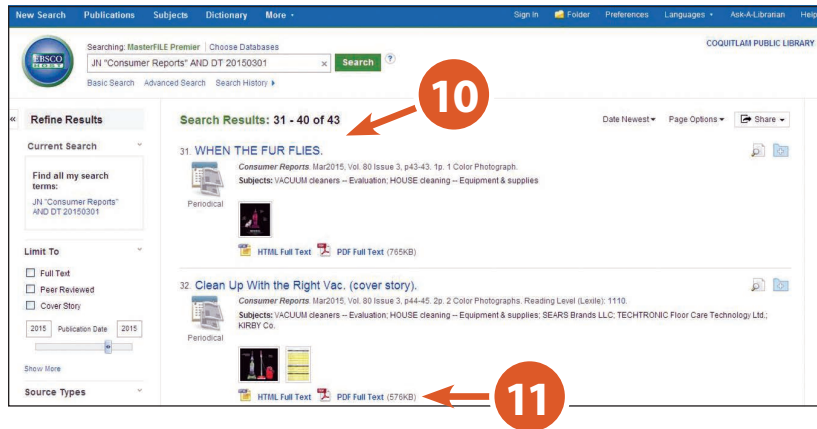 New Search Publications Subjects Dictionary More
Sign In Folder Preferences Languages Ask-A-Librarian Help
EBSCO
HOST
Searching: MasterFILE Premier | Choose Databases
COQUITLAM PUBLIC LIBRARY
JN "Consumer Reports" AND DT 20150301 × Search ?
Basic Search Advanced Search Search History
10
« Refine Results
Search Results: 31 - 40 of 43
Date Newest Page Options Share
Current Search
Find all my search
terms:
JN "Consumer Reports"
AND DT 20150301
Limit To
Full Text
Peer Reviewed
Cover Story
2015 Publication Date 2015
Show More
Source Types
31. WHEN THE FUR FLIES.
Consumer Reports. Mar2015, Vol. 80 Issue 3, p43-43. 1p. 1 Color Photograph.
Subjects: VACUUM cleaners -- Evaluation; HOUSE cleaning -- Equipment & supplies
Periodical
HTML Full Text PDF Full Text (765KB)
32. Clean Up With the Right Vac. (cover story).
Consumer Reports. Mar2015, Vol. 80 Issue 3, p44-45. 2p. 2 Color Photographs. Reading Level (Lexile): 1110.
Subjects: VACUUM cleaners -- Evaluation; HOUSE cleaning -- Equipment & supplies; SEARS Brands LLC; TECHTRONIC Floor Care Technology Ltd.;
KIRBY Co.
Periodical
HTML Full Text PDF Full Text (576KB)
11